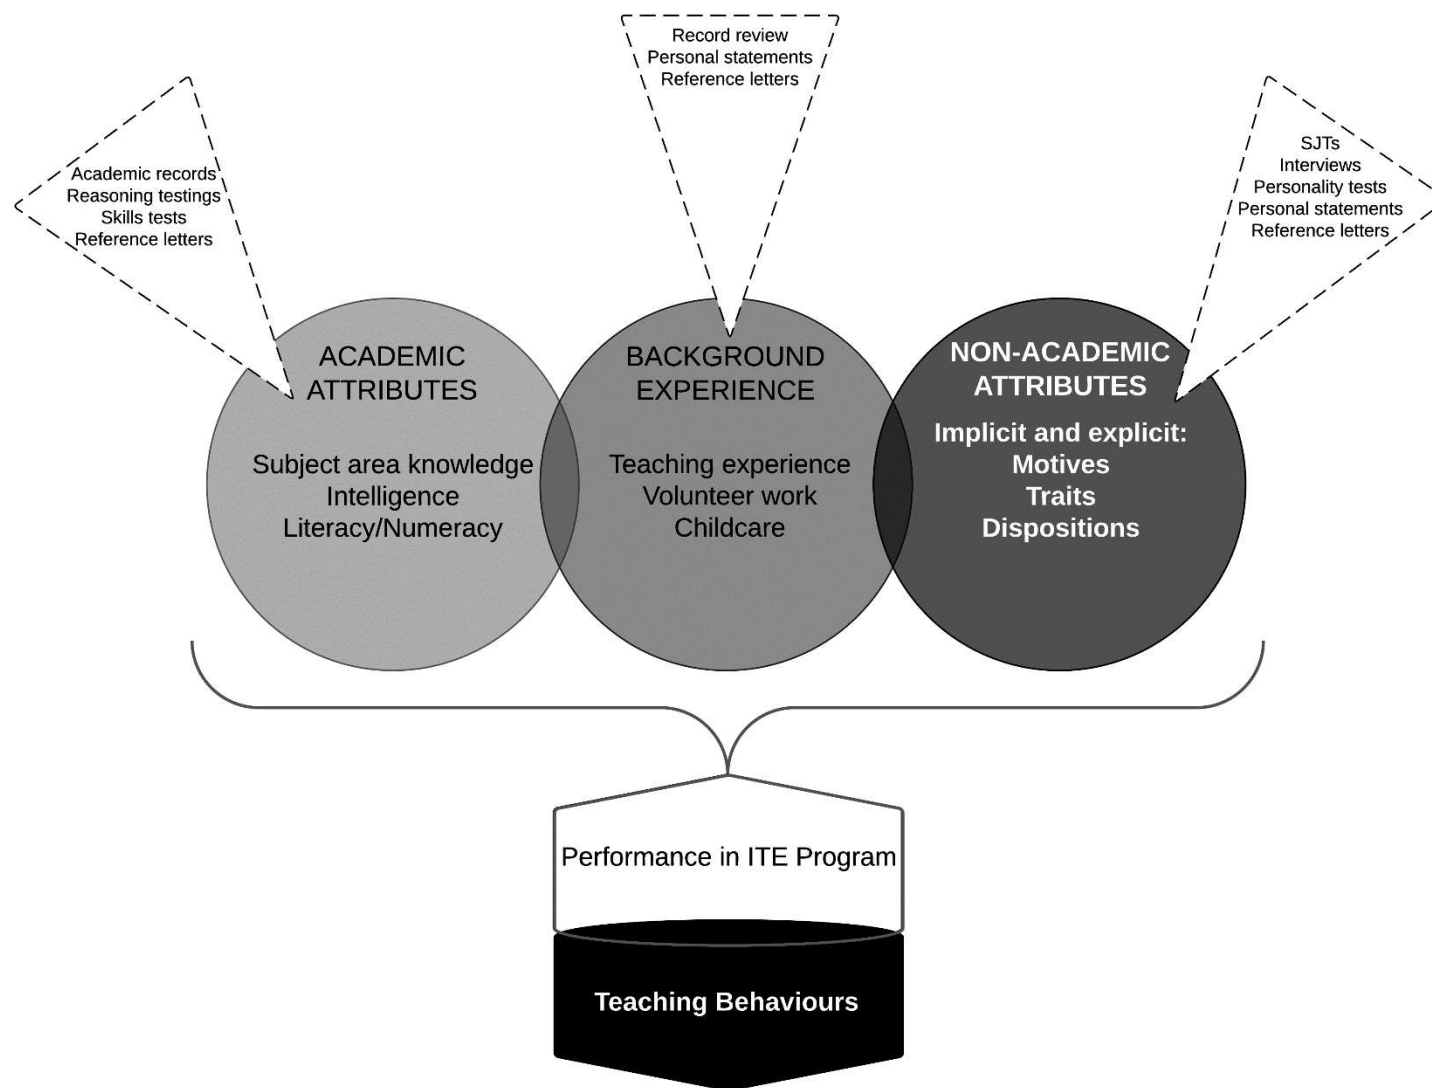 Record review
Personal statements
Reference letters
Academic records
Reasoning testings
Skills tests
Reference letters
SJTs
Interviews
Personality tests
Personal statements
Reference letters
ACADEMIC
ATTRIBUTES
Subject area knowledge
Intelligence
Literacy/Numeracy
BACKGROUND
EXPERIENCE
Teaching experience
Volunteer work
Childcare
NON-ACADEMIC
ATTRIBUTES
Implicit and explicit:
Motives
Traits
Dispositions
Performance in ITE Program
Teaching Behaviours